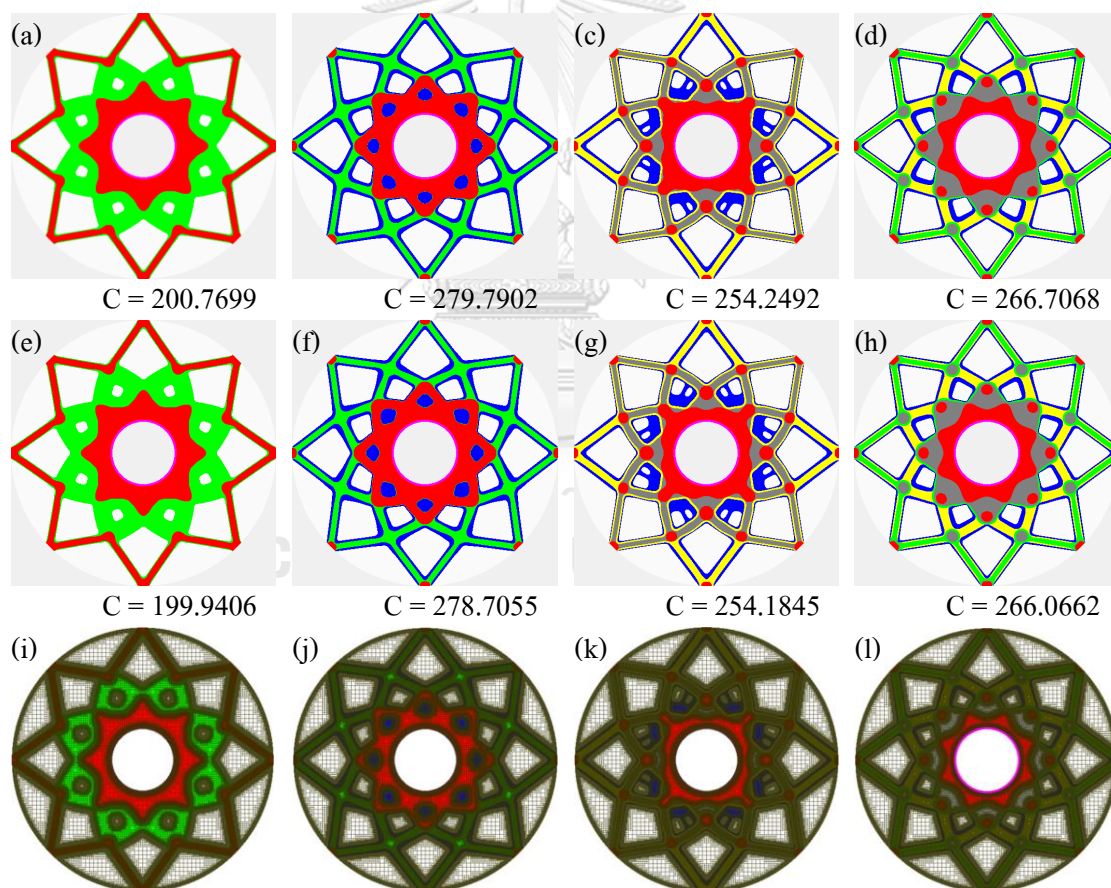 (a) (b) (c) (d)
C = 200.7699 C = 279.7902 C = 254.2492 C = 266.7068
(e) (f) (g) (h)
C = 199.9406 C = 278.7055 C = 254.1845 C = 266.0662
(i) (j) (k) (l)